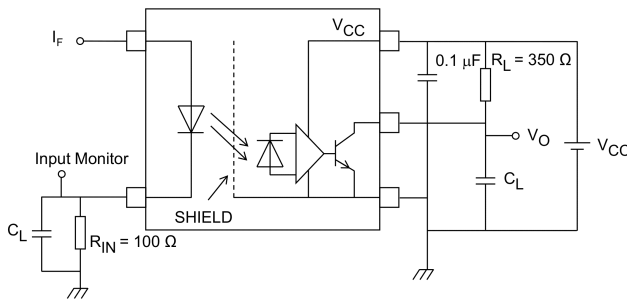 I_F
V_CC
0.1 μF
R_L = 350 Ω
V_O
V_CC
Input Monitor
C_L
SHIELD
C_L
R_IN = 100 Ω